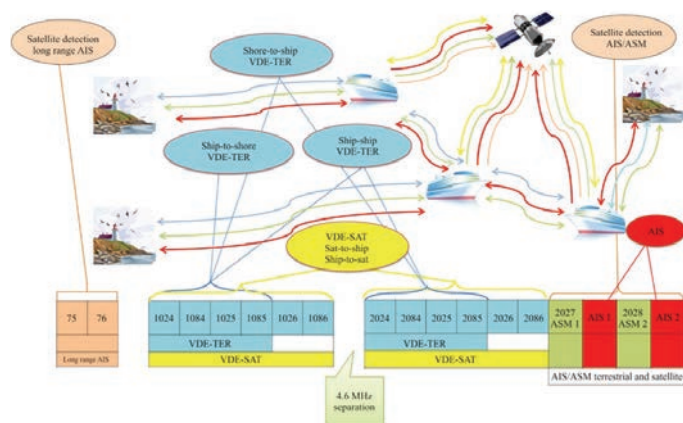 Satellite detection
long range AIS
Shore-to-ship
VDE-TER
Satellite detection
AIS/ASM
Ship-to-shore
VDE-TER
Ship-ship
VDE-TER
VDE-SAT
Sat-to-ship
Ship-to-sat
AIS
75 76
1024 1084 1025 1085 1026 1086
2024 2084 2025 2085 2026 2086
2027
ASM 1
AIS 1
2028
ASM 2
AIS 2
Long range AIS
VDE-TER
VDE-SAT
VDE-TER
VDE-SAT
AIS/ASM terrestrial and satellite
4.6 MHz
separation